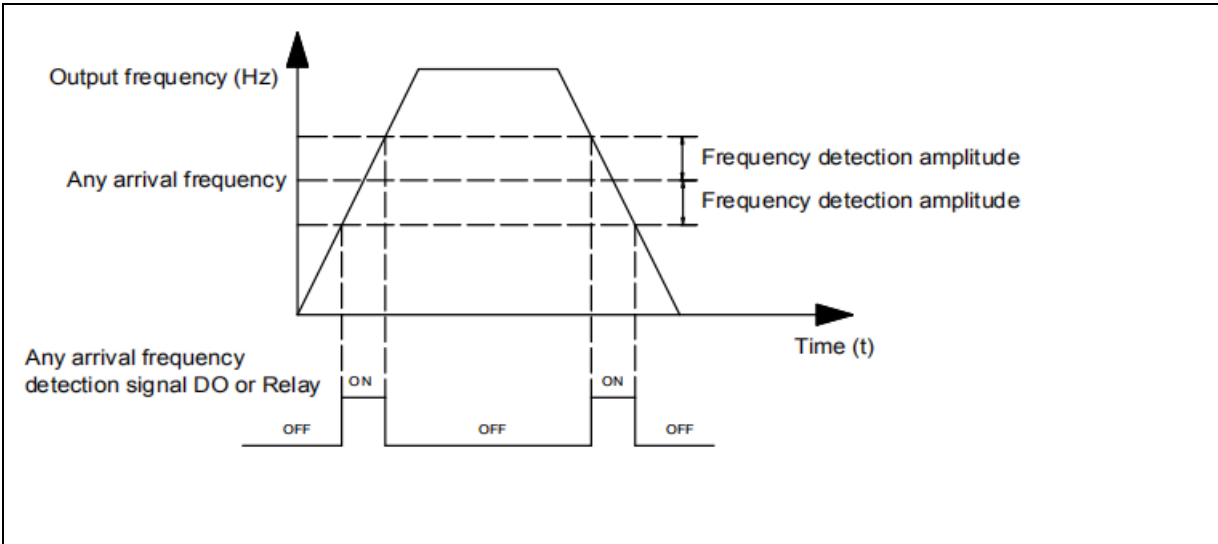 Output frequency (Hz)
Frequency detection amplitude
Any arrival frequency
Frequency detection amplitude
Time (t)
Any arrival frequency
detection signal DO or Relay
ON
ON
OFF
OFF
OFF